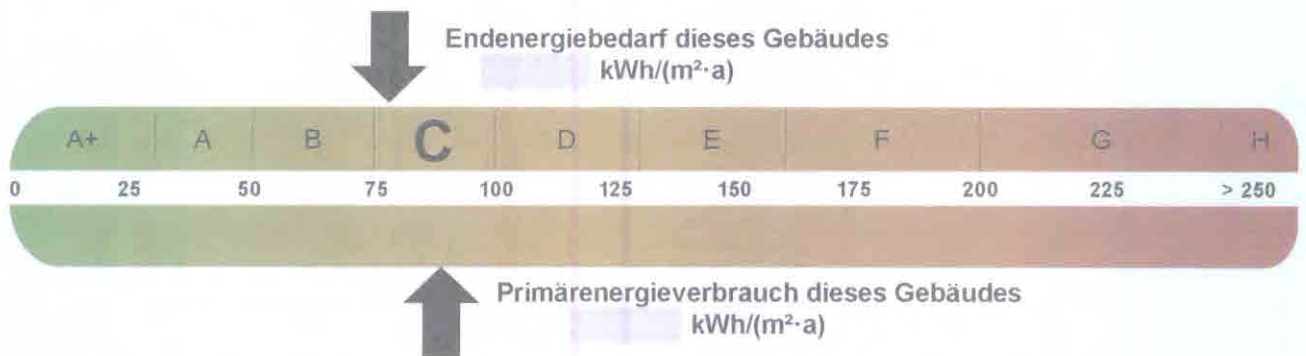 Endenergiebedarf dieses Gebäudes
kWh/(m²·a)
A+ A B C D E F G H
0 25 50 75 100 125 150 175 200 225 > 250
Primärenergieverbrauch dieses Gebäudes
kWh/(m²·a)